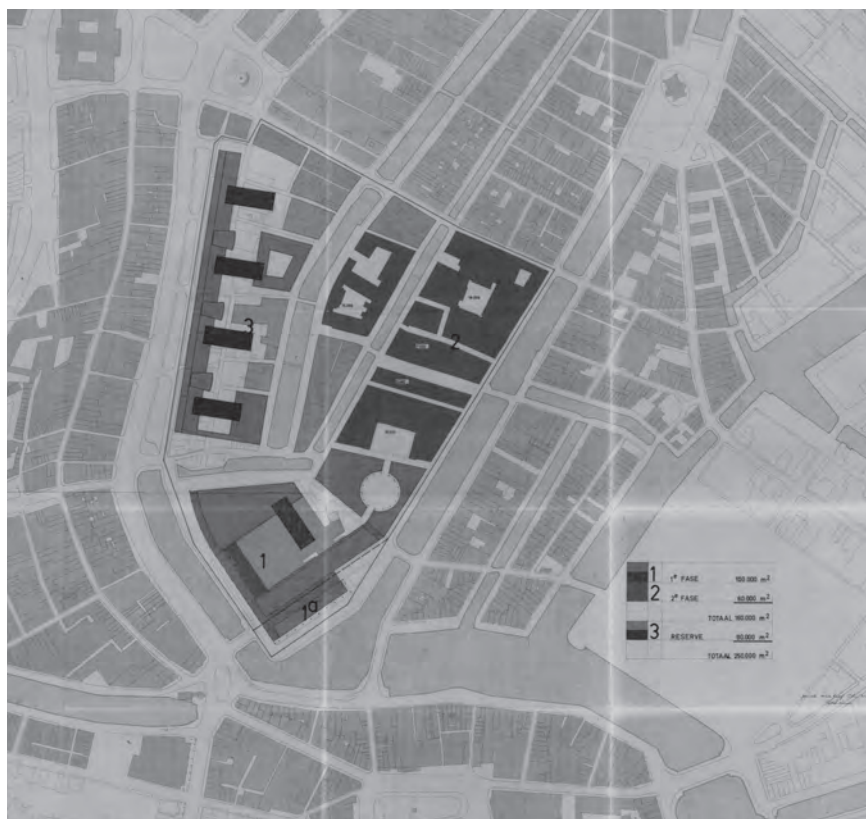 3
2
1
1a
1 1e FASE 100.000 m2
2 2e FASE 60.000 m2
TOTAAL 160.000 m2
3 RESERVE 90.000 m2
TOTAAL 250.000 m2